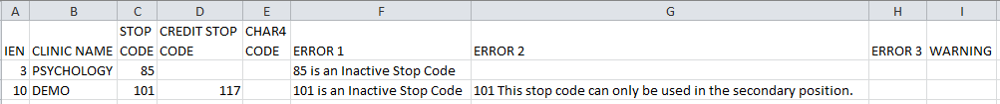 A B C D E F G H I
STOP CREDIT STOP CHAR4
IEN CLINIC NAME CODE CODE CODE ERROR 1 ERROR 2 ERROR 3 WARNING
3 PSYCHOLOGY 85 85 is an Inactive Stop Code
10 DEMO 101 117 101 is an Inactive Stop Code 101 This stop code can only be used in the secondary position.